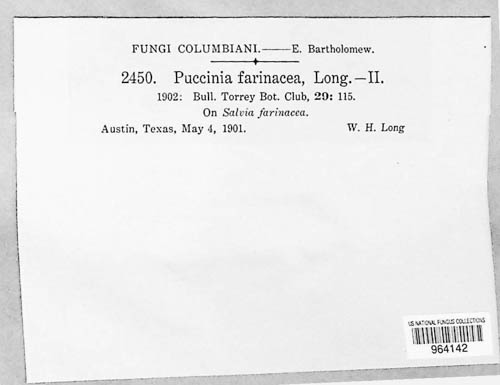 FUNGI COLUMBIANI.——E. Bartholomew.
2450. Puccinia farinacea, Long.—II.
1902: Bull. Torrey Bot. Club, 29: 115.
On Salvia farinacea.
Austin, Texas, May 4, 1901. W. H. Long
US NATIONAL FUNGUS COLLECTIONS
964142